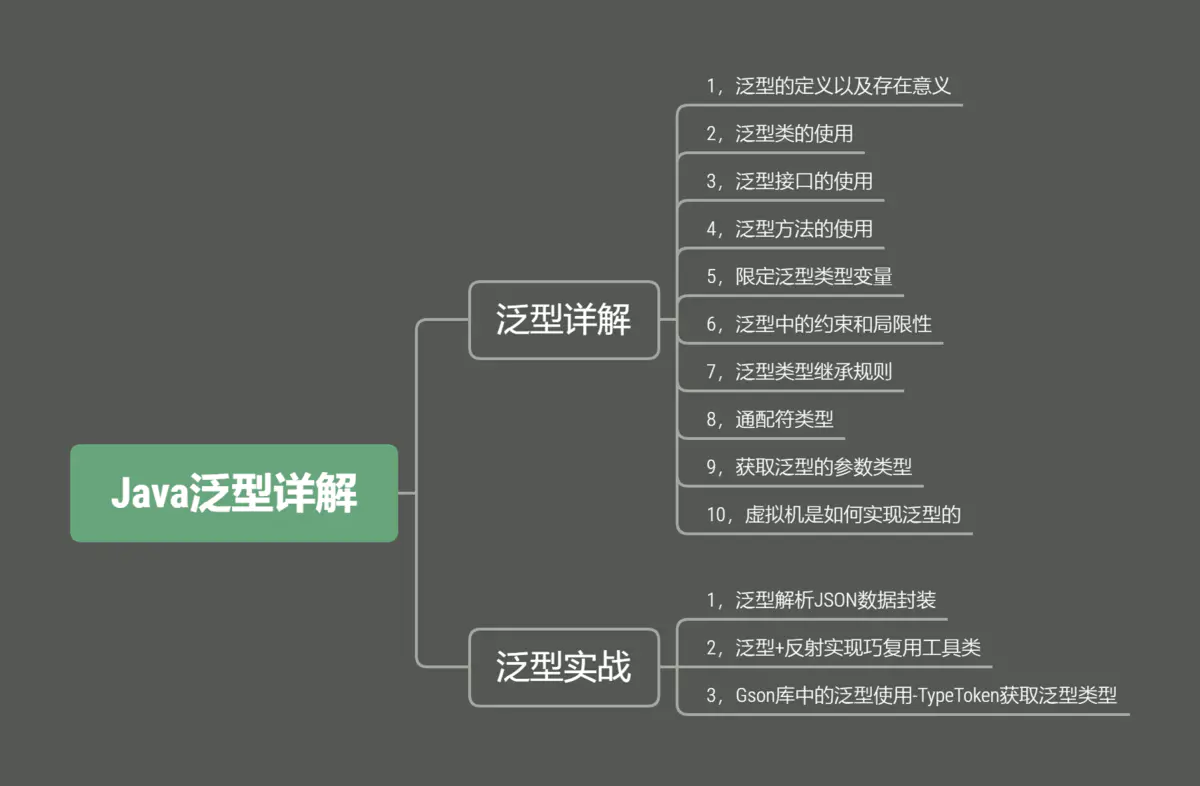 Java泛型详解
泛型详解
1，泛型的定义以及存在意义
2，泛型类的使用
3，泛型接口的使用
4，泛型方法的使用
5，限定泛型类型变量
6，泛型中的约束和局限性
7，泛型类型继承规则
8，通配符类型
9，获取泛型的参数类型
10，虚拟机是如何实现泛型的
泛型实战
1，泛型解析JSON数据封装
2，泛型+反射实现巧复用工具类
3，Gson库中的泛型使用-TypeToken获取泛型类型